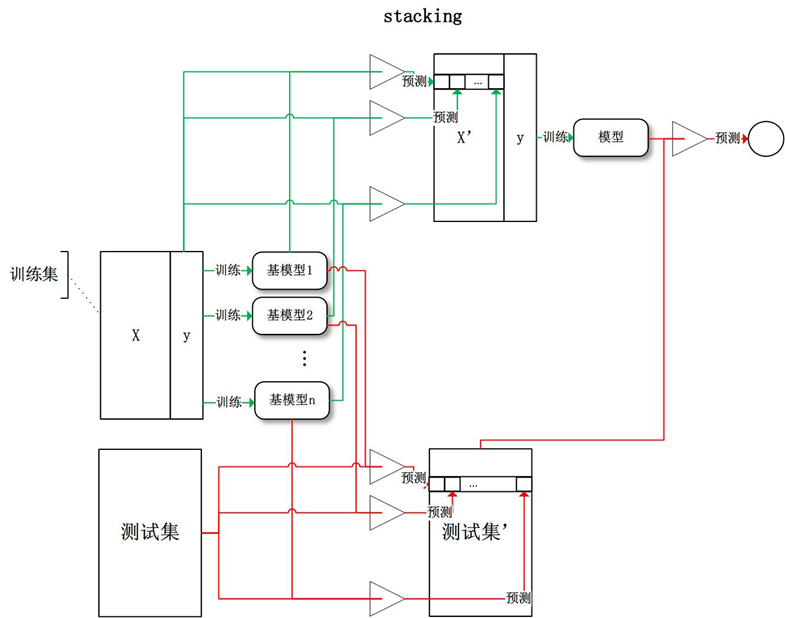 stacking
预测
...
预测
X'
y
训练
模型
预测
训练集
X
y
训练
基模型1
训练
基模型2
⋮
训练
基模型n
测试集
预测
...
预测
测试集'
预测